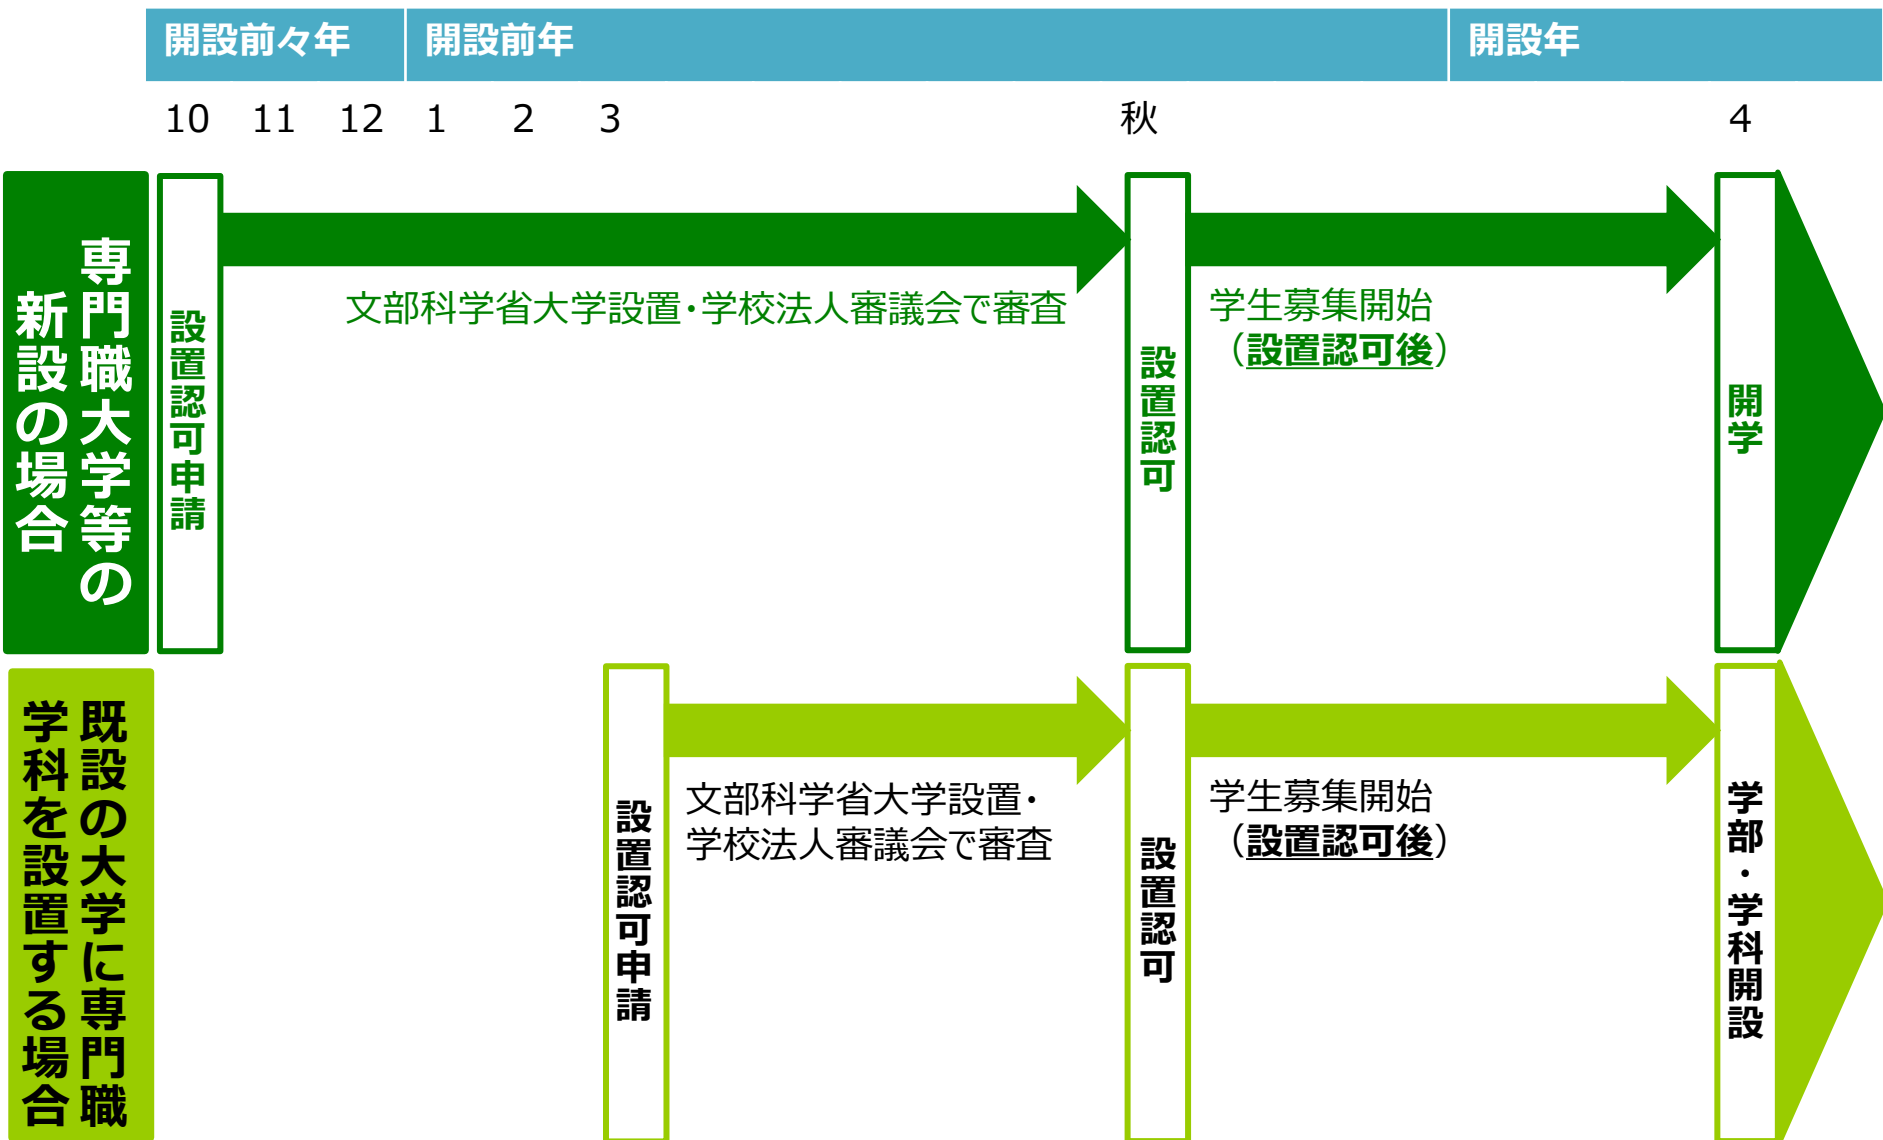 開設前々年
開設前年
開設年
10 11 12 1 2 3 秋 4
専門職大学等の
新設の場合
設置認可申請
文部科学省大学設置・学校法人審議会で審査
設置認可
学生募集開始
（設置認可後）
開学
既設の大学に専門職
学科を設置する場合
設置認可申請
文部科学省大学設置・
学校法人審議会で審査
設置認可
学生募集開始
（設置認可後）
学部・学科開設